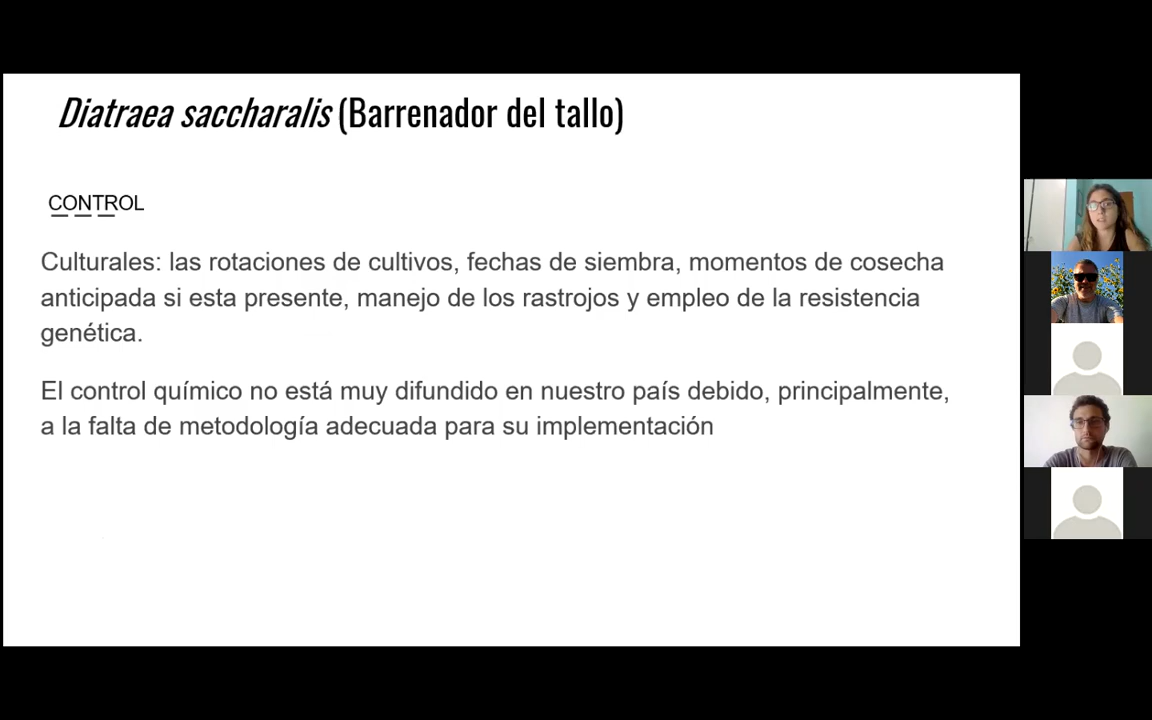 Diatraea saccharalis (Barrenador del tallo)
CONTROL
Culturales: las rotaciones de cultivos, fechas de siembra, momentos de cosecha
anticipada si esta presente, manejo de los rastrojos y empleo de la resistencia
genética.
El control químico no está muy difundido en nuestro país debido, principalmente,
a la falta de metodología adecuada para su implementación